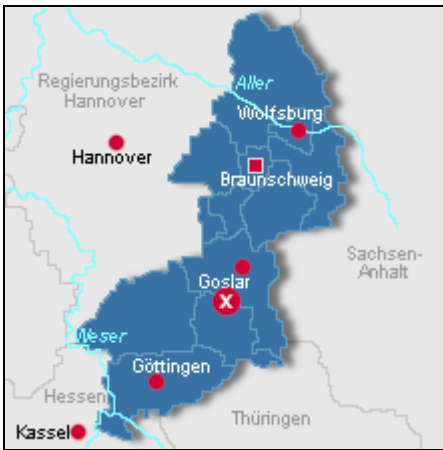 Regierungsbezirk
Hannover
Aller
Wolfsburg
Hannover
Braunschweig
Sachsen-
Anhalt
Goslar
X
Weser
Göttingen
Hessen
Thüringen
Kassel